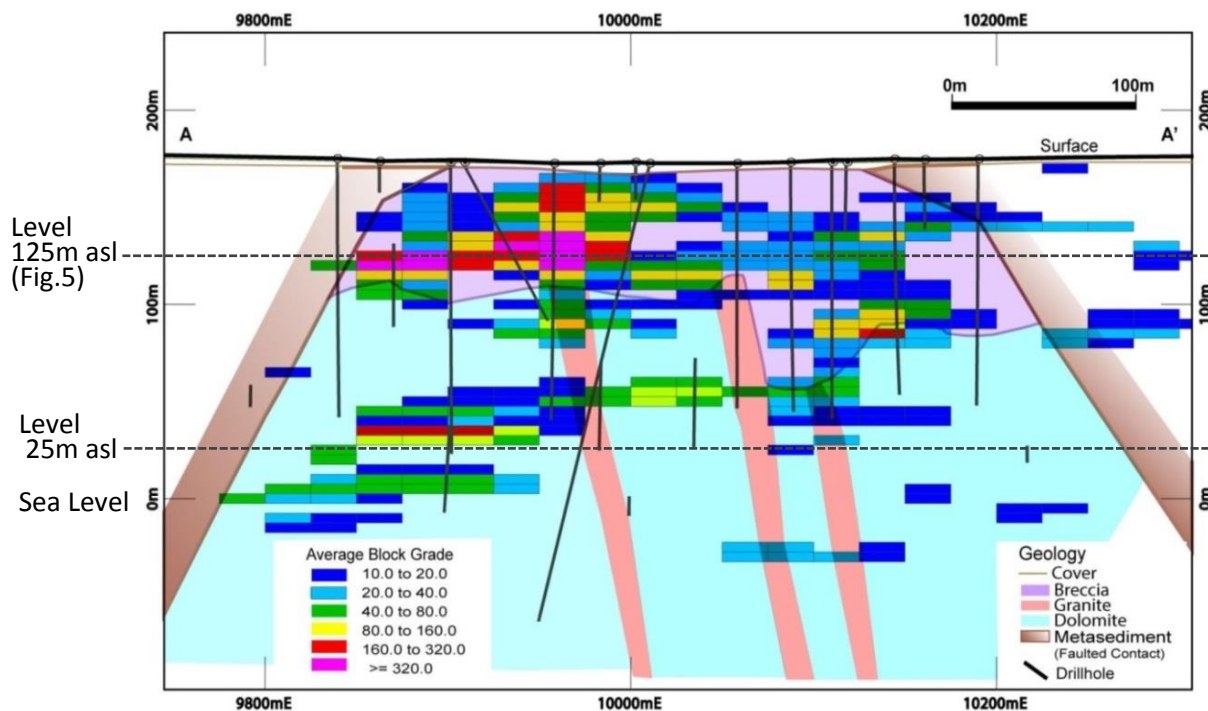 9800mE
10000mE
10200mE
0m
100m
200m
200m
A
A'
Surface
Level
125m asl
(Fig.5)
100m
100m
Level
25m asl
Sea Level
0m
0m
Average Block Grade
10.0 to 20.0
20.0 to 40.0
40.0 to 80.0
80.0 to 160.0
160.0 to 320.0
>= 320.0
Geology
Cover
Breccia
Granite
Dolomite
Metasediment
(Faulted Contact)
Drillhole
9800mE
10000mE
10200mE